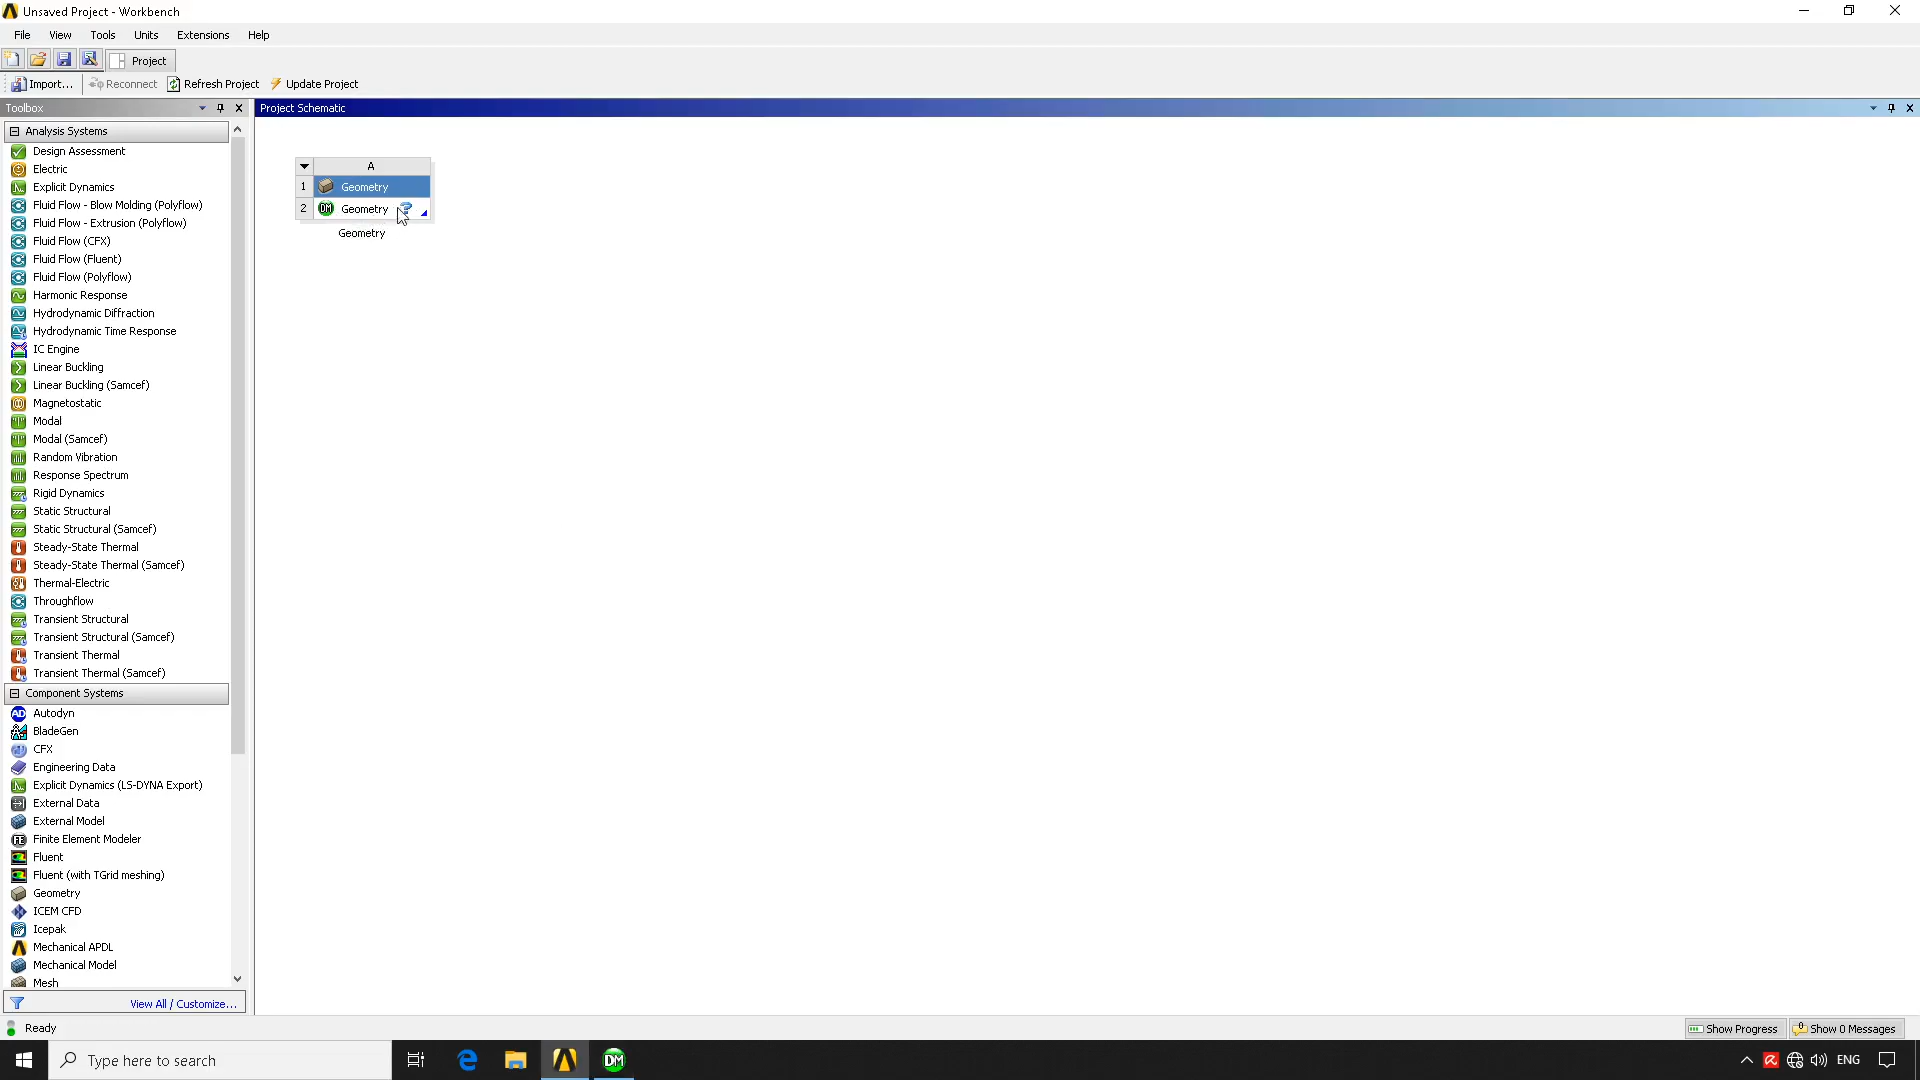 Unsaved Project - Workbench
File View Tools Units Extensions Help
Project
Import... Reconnect Refresh Project Update Project
Toolbox
Analysis Systems
Design Assessment
Electric
Explicit Dynamics
Fluid Flow - Blow Molding (Polyflow)
Fluid Flow - Extrusion (Polyflow)
Fluid Flow (CFX)
Fluid Flow (Fluent)
Fluid Flow (Polyflow)
Harmonic Response
Hydrodynamic Diffraction
Hydrodynamic Time Response
IC Engine
Linear Buckling
Linear Buckling (Samcef)
Magnetostatic
Modal
Modal (Samcef)
Random Vibration
Response Spectrum
Rigid Dynamics
Static Structural
Static Structural (Samcef)
Steady-State Thermal
Steady-State Thermal (Samcef)
Thermal-Electric
Throughflow
Transient Structural
Transient Structural (Samcef)
Transient Thermal
Transient Thermal (Samcef)
Component Systems
AD Autodyn
BladeGen
CFX
Engineering Data
Explicit Dynamics (LS-DYNA Export)
External Data
External Model
FE Finite Element Modeler
Fluent
Fluent (with TGrid meshing)
Geometry
ICEM CFD
Icepak
Mechanical APDL
Mechanical Model
Mesh
View All / Customize...
Project Schematic
A
1 Geometry
2 DM Geometry ?
Geometry
Ready
Show Progress 0 Show 0 Messages
Type here to search
DM
ENG